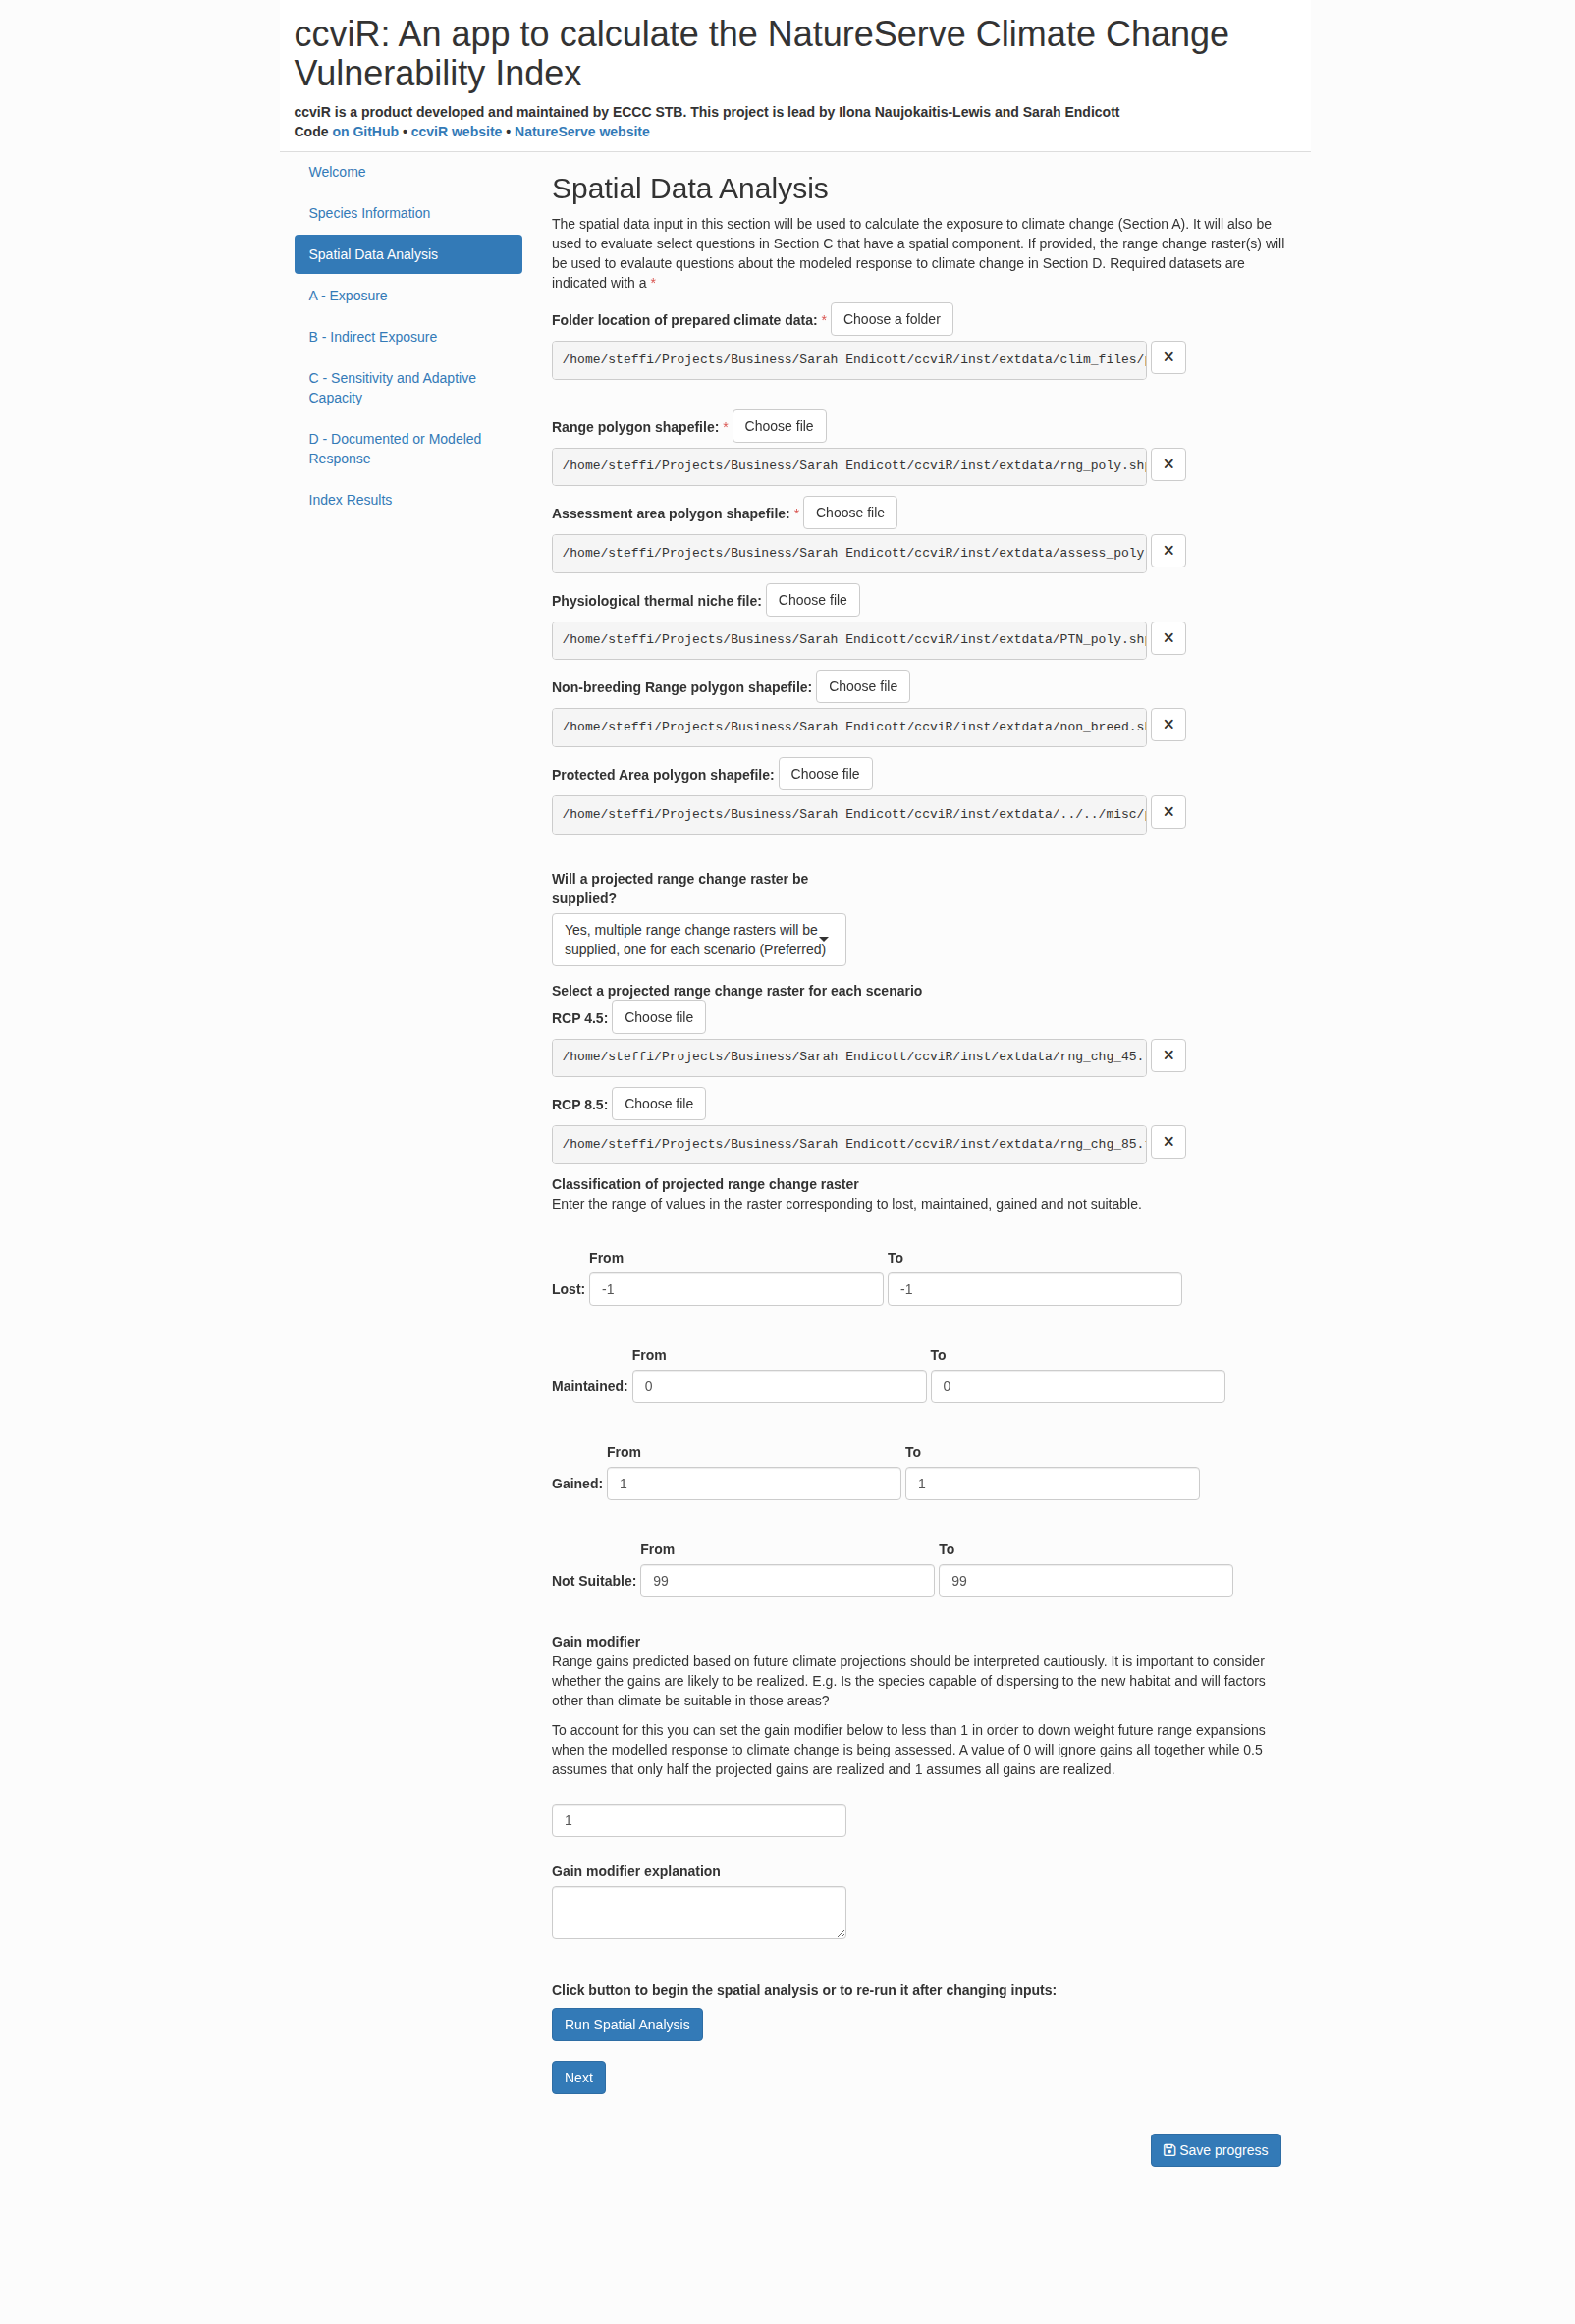 ccviR: An app to calculate the NatureServe Climate Change
Vulnerability Index
ccviR is a product developed and maintained by ECCC STB. This project is lead by Ilona Naujokaitis-Lewis and Sarah Endicott
Code on GitHub • ccviR website • NatureServe website
Welcome
Species Information
Spatial Data Analysis
A - Exposure
B - Indirect Exposure
C - Sensitivity and Adaptive
Capacity
D - Documented or Modeled
Response
Index Results
Spatial Data Analysis
The spatial data input in this section will be used to calculate the exposure to climate change (Section A). It will also be
used to evaluate select questions in Section C that have a spatial component. If provided, the range change raster(s) will
be used to evalaute questions about the modeled response to climate change in Section D. Required datasets are
indicated with a *
Folder location of prepared climate data: * Choose a folder
/home/steffi/Projects/Business/Sarah Endicott/ccviR/inst/extdata/clim_files/
Range polygon shapefile: * Choose file
/home/steffi/Projects/Business/Sarah Endicott/ccviR/inst/extdata/rng_poly.sh
Assessment area polygon shapefile: * Choose file
/home/steffi/Projects/Business/Sarah Endicott/ccviR/inst/extdata/assess_poly
Physiological thermal niche file: Choose file
/home/steffi/Projects/Business/Sarah Endicott/ccviR/inst/extdata/PTN_poly.sh
Non-breeding Range polygon shapefile: Choose file
/home/steffi/Projects/Business/Sarah Endicott/ccviR/inst/extdata/non_breed.s
Protected Area polygon shapefile: Choose file
/home/steffi/Projects/Business/Sarah Endicott/ccviR/inst/extdata/../../misc/
Will a projected range change raster be
supplied?
Yes, multiple range change rasters will be
supplied, one for each scenario (Preferred)
Select a projected range change raster for each scenario
RCP 4.5: Choose file
/home/steffi/Projects/Business/Sarah Endicott/ccviR/inst/extdata/rng_chg_45.
RCP 8.5: Choose file
/home/steffi/Projects/Business/Sarah Endicott/ccviR/inst/extdata/rng_chg_85.
Classification of projected range change raster
Enter the range of values in the raster corresponding to lost, maintained, gained and not suitable.
From To
Lost: -1 -1
From To
Maintained: 0 0
From To
Gained: 1 1
From To
Not Suitable: 99 99
Gain modifier
Range gains predicted based on future climate projections should be interpreted cautiously. It is important to consider
whether the gains are likely to be realized. E.g. Is the species capable of dispersing to the new habitat and will factors
other than climate be suitable in those areas?
To account for this you can set the gain modifier below to less than 1 in order to down weight future range expansions
when the modelled response to climate change is being assessed. A value of 0 will ignore gains all together while 0.5
assumes that only half the projected gains are realized and 1 assumes all gains are realized.
1
Gain modifier explanation
Click button to begin the spatial analysis or to re-run it after changing inputs:
Run Spatial Analysis
Next
Save progress